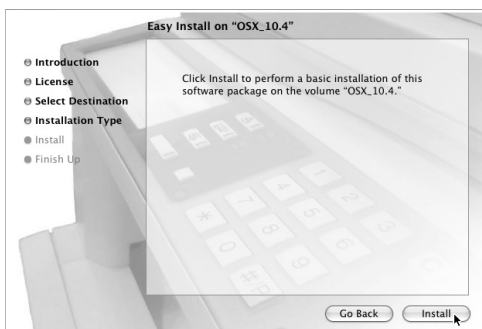 Easy Install on “OSX_10.4”
Introduction
License
Select Destination
Installation Type
Install
Finish Up
Click Install to perform a basic installation of this
software package on the volume “OSX_10.4.”
Go Back
Install